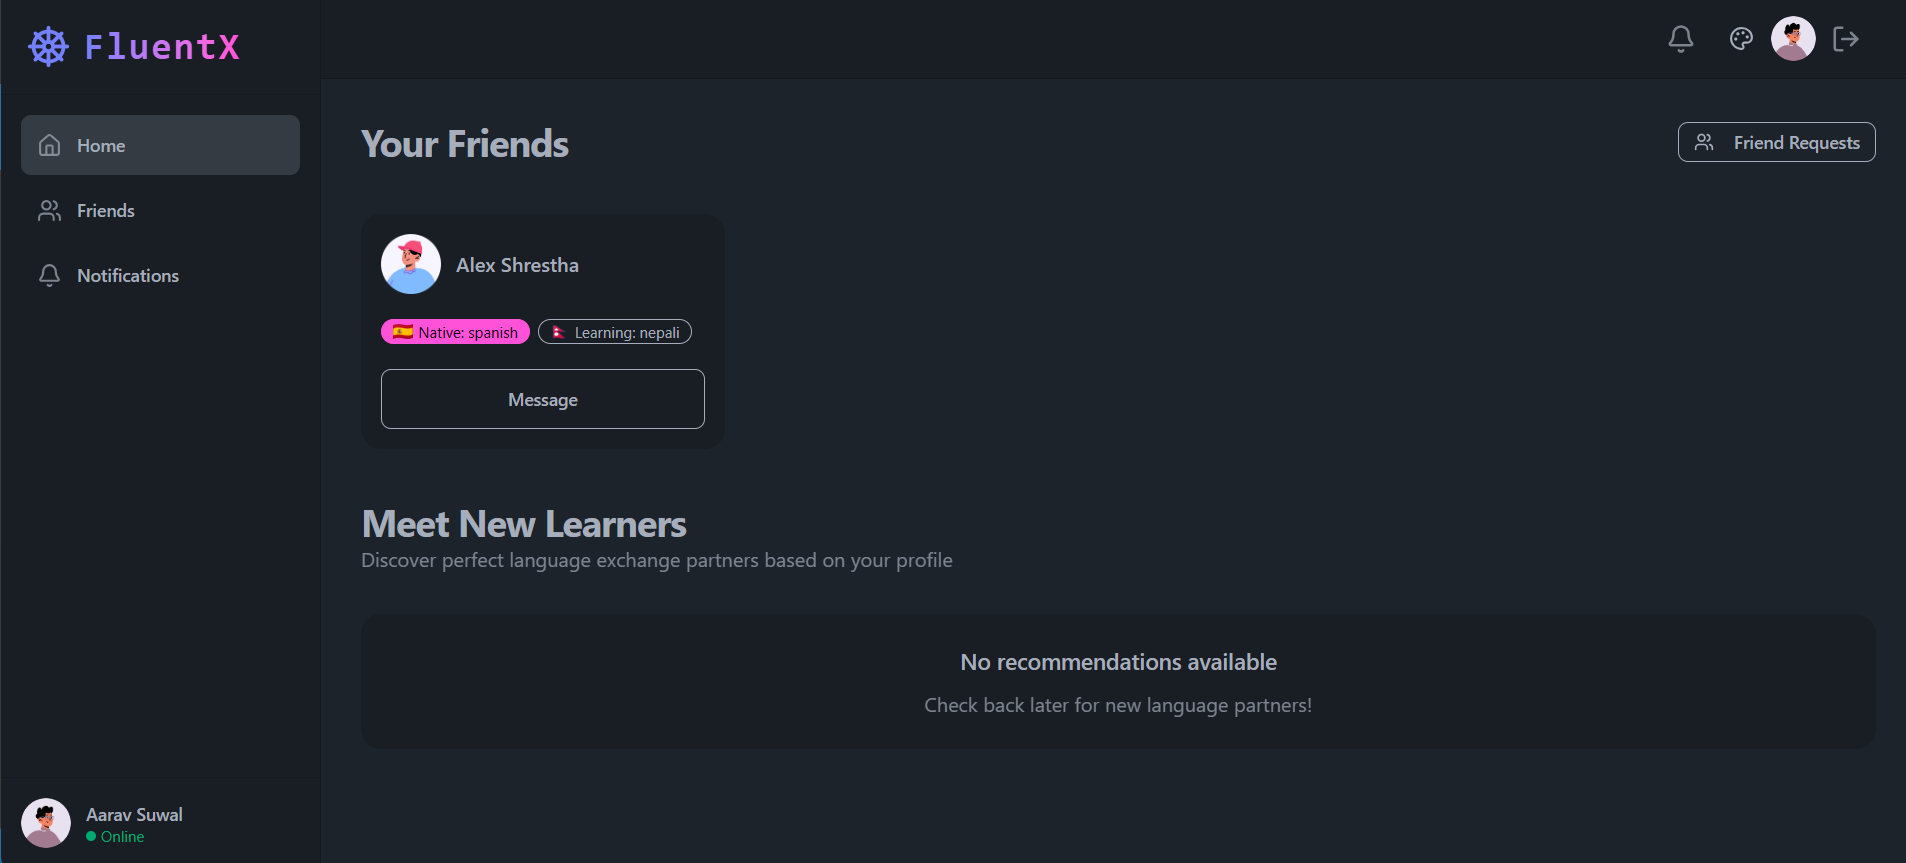 FluentX
Home
Friends
Notifications
Your Friends
Friend Requests
Alex Shrestha
Native: spanish
Learning: nepali
Message
Meet New Learners
Discover perfect language exchange partners based on your profile
No recommendations available
Check back later for new language partners!
Aarav Suwal
Online